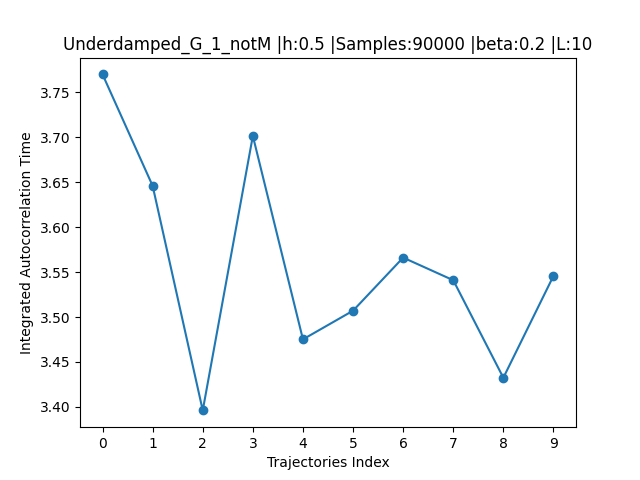 Underdamped_G_1_notM |h:0.5 |Samples:90000 |beta:0.2 |L:10
Integrated Autocorrelation Time
3.75
3.70
3.65
3.60
3.55
3.50
3.45
3.40
0 1 2 3 4 5 6 7 8 9
Trajectories Index